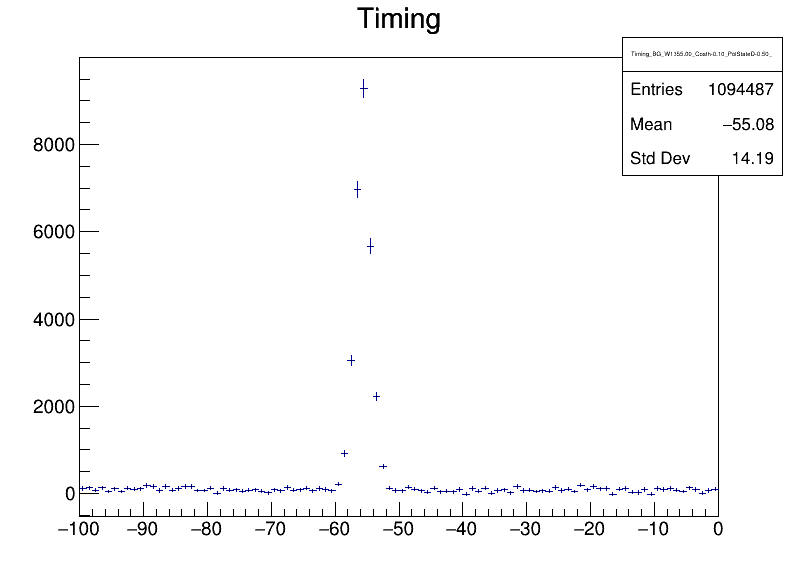 Timing
Timing_BG_W1355.00_Costh-0.10_PolStateD-0.50_
Entries 1094487
Mean −55.08
Std Dev 14.19
8000
6000
4000
2000
0
−100 −90 −80 −70 −60 −50 −40 −30 −20 −10 0